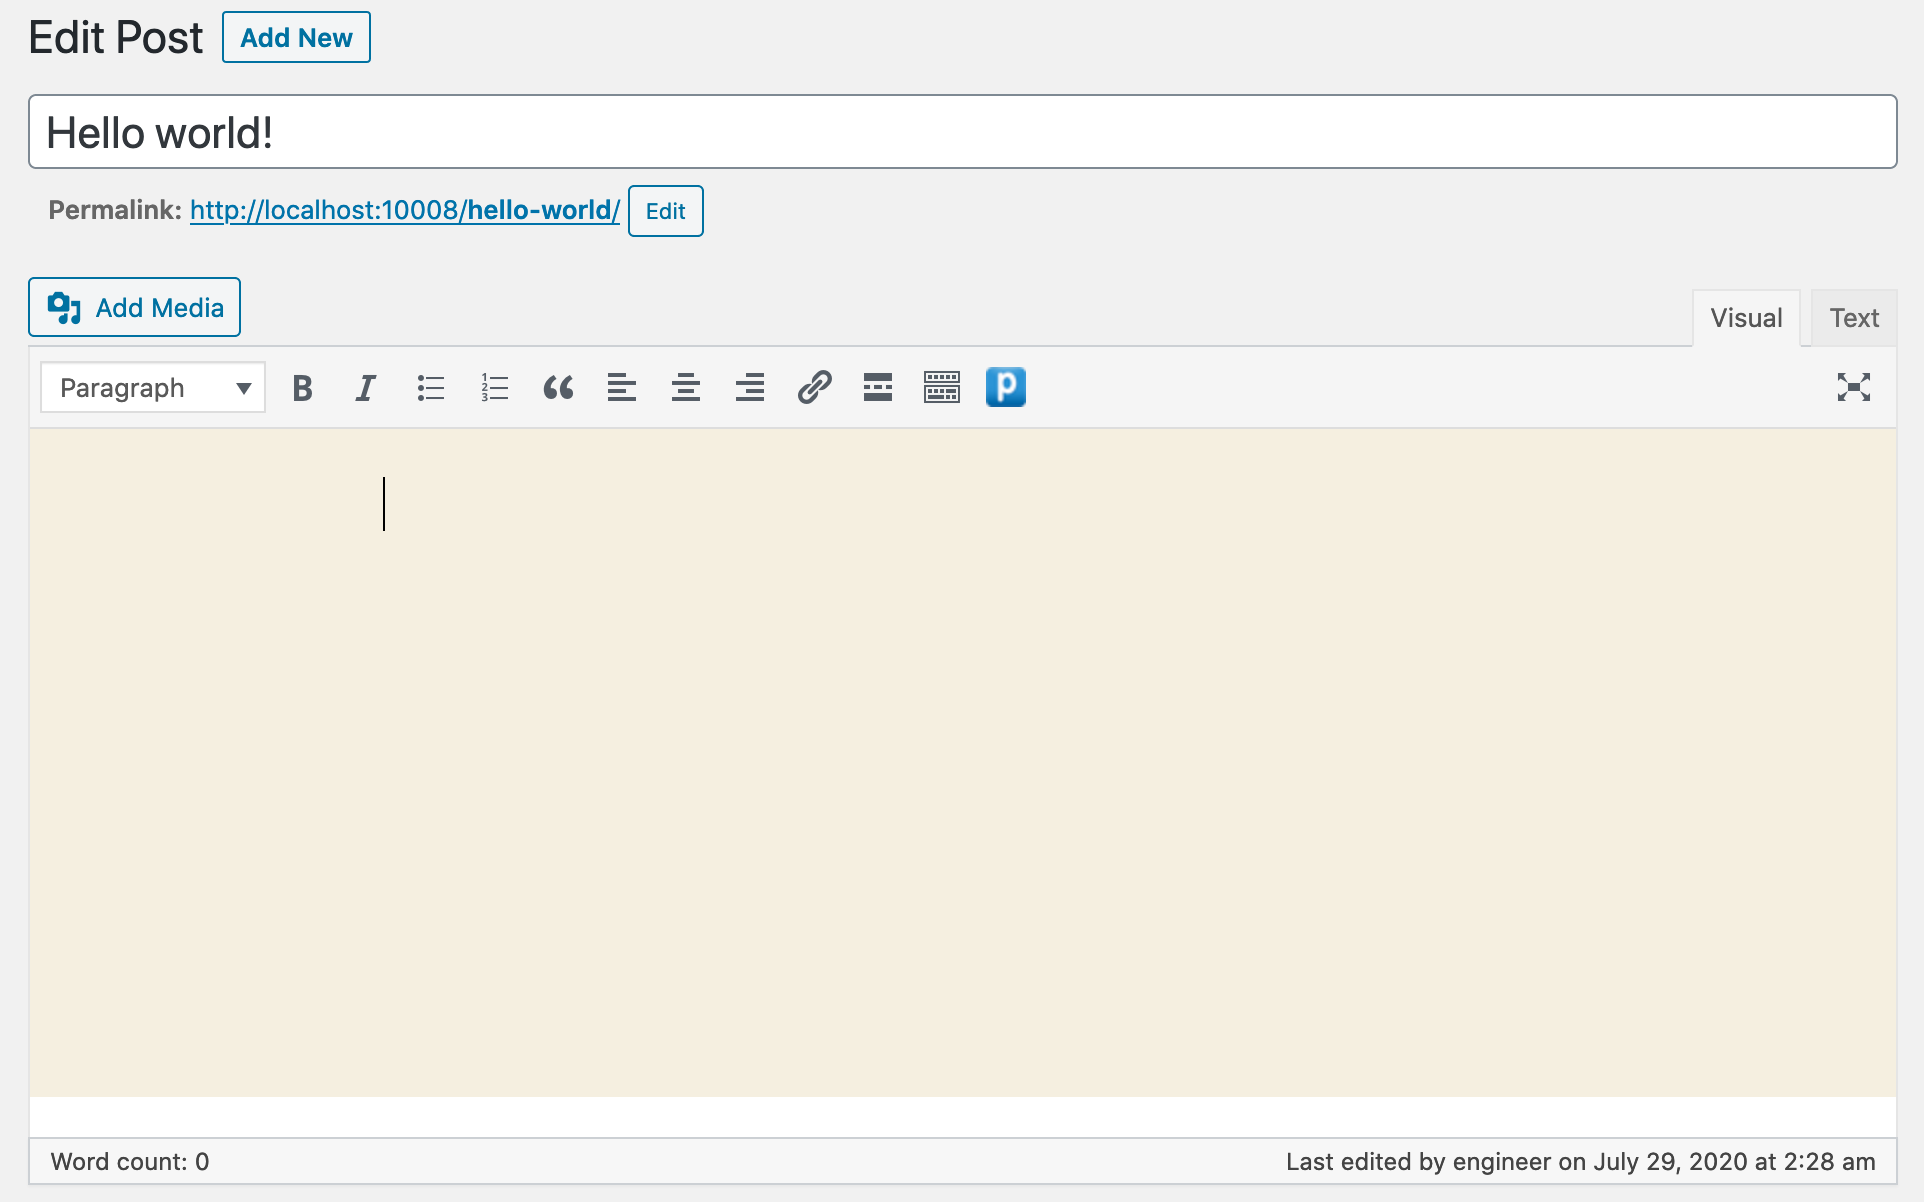 Edit Post Add New
Hello world!
Permalink: http://localhost:10008/hello-world/ Edit
Add Media
Visual Text
Paragraph B I p
Word count: 0
Last edited by engineer on July 29, 2020 at 2:28 am